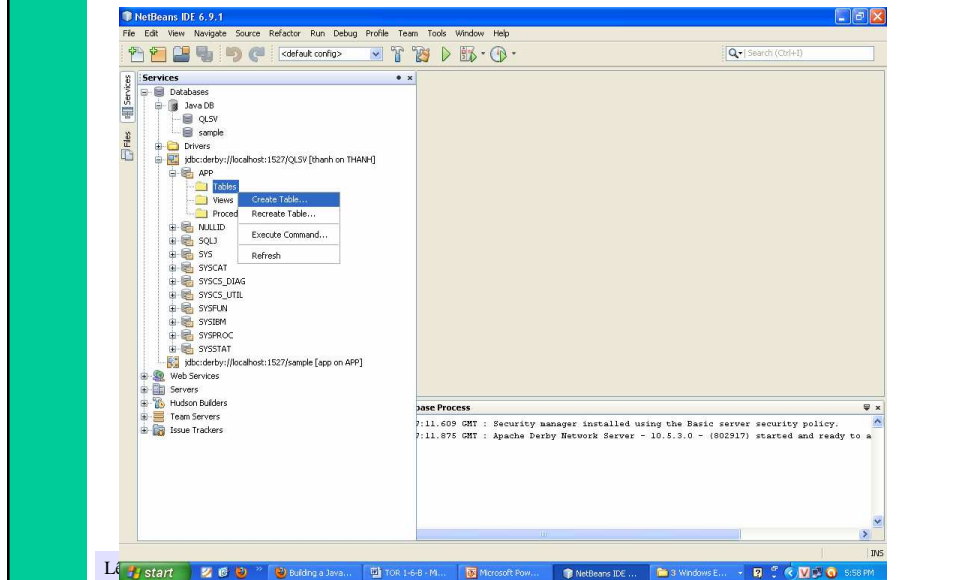 NetBeans IDE 6.9.1
File Edit View Navigate Source Refactor Run Debug Profile Team Tools Window Help
<default config>
Search (Ctrl+I)
Services
Services
Files
Databases
Java DB
QLSV
sample
Drivers
jdbc:derby://localhost:1527/QLSV [thanh on THANH]
APP
Tables
Views
Proced
Create Table...
Recreate Table...
Execute Command...
Refresh
NULLID
SQLJ
SYS
SYSCAT
SYSCS_DIAG
SYSCS_UTIL
SYSFUN
SYSIBM
SYSPROC
SYSSTAT
jdbc:derby://localhost:1527/sample [app on APP]
Web Services
Servers
Hudson Builders
Team Servers
Issue Trackers
base Process
7:11.609 GMT : Security manager installed using the Basic server security policy.
7:11.875 GMT : Apache Derby Network Server - 10.5.3.0 - (802917) started and ready to a
INS
start
Building a Java...
TOR 1-6-8 - Mi...
Microsoft Pow...
NetBeans IDE ...
3 Windows E...
5:58 PM